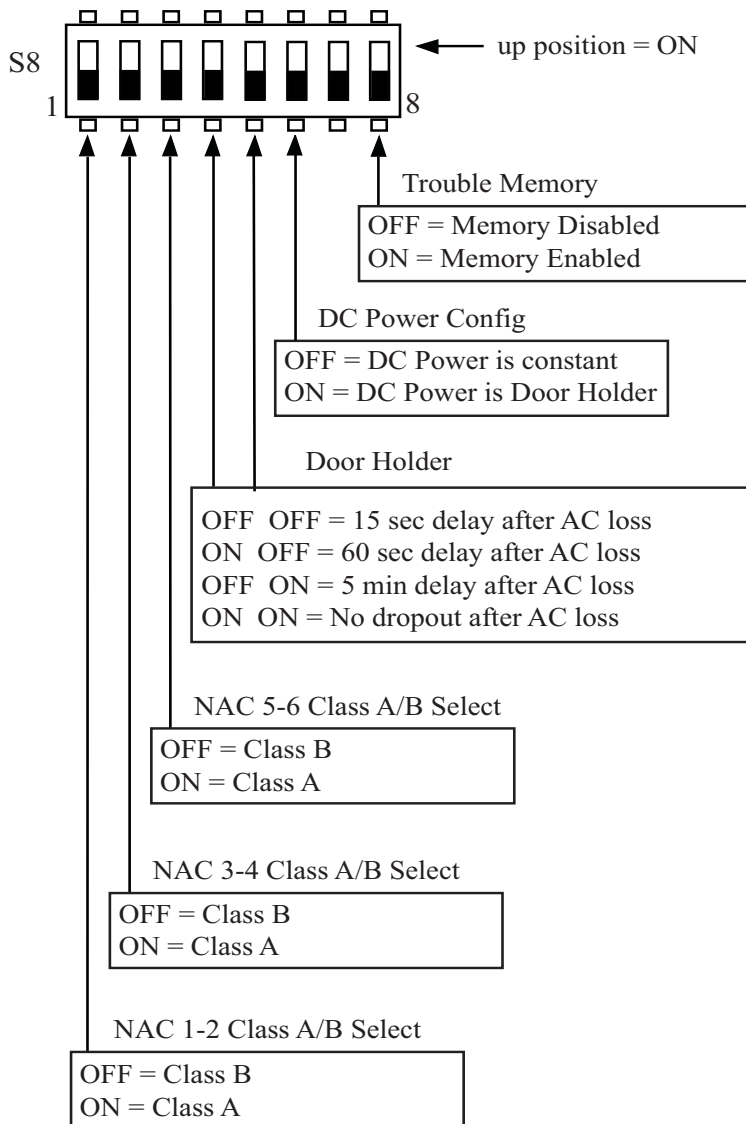 up position = ON
S8
1
8
Trouble Memory
OFF = Memory Disabled
ON = Memory Enabled
DC Power Config
OFF = DC Power is constant
ON = DC Power is Door Holder
Door Holder
OFF OFF = 15 sec delay after AC loss
ON OFF = 60 sec delay after AC loss
OFF ON = 5 min delay after AC loss
ON ON = No dropout after AC loss
NAC 5-6 Class A/B Select
OFF = Class B
ON = Class A
NAC 3-4 Class A/B Select
OFF = Class B
ON = Class A
NAC 1-2 Class A/B Select
OFF = Class B
ON = Class A